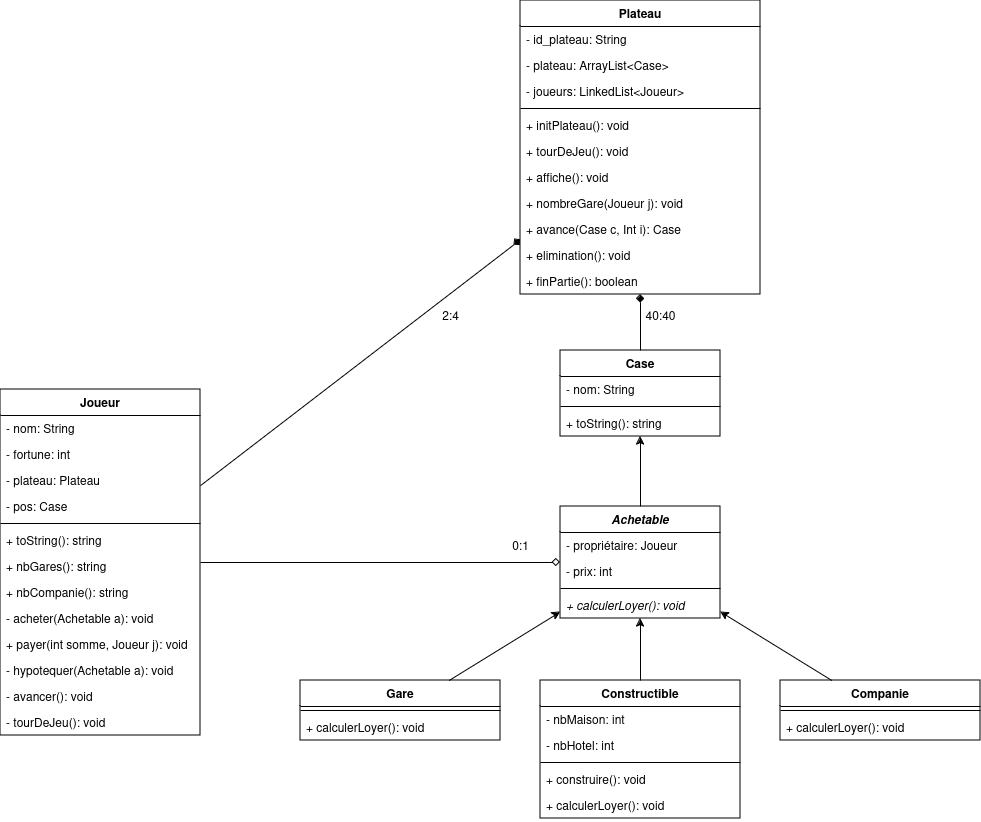 Plateau
- id_plateau: String
- plateau: ArrayList<Case>
- joueurs: LinkedList<Joueur>
+ initPlateau(): void
+ tourDeJeu(): void
+ affiche(): void
+ nombreGare(Joueur j): void
+ avance(Case c, Int i): Case
+ elimination(): void
+ finPartie(): boolean
2:4
40:40
Case
- nom: String
+ toString(): string
Joueur
- nom: String
- fortune: int
- plateau: Plateau
- pos: Case
+ toString(): string
+ nbGares(): string
+ nbCompanie(): string
- acheter(Achetable a): void
+ payer(int somme, Joueur j): void
- hypotequer(Achetable a): void
- avancer(): void
- tourDeJeu(): void
0:1
Achetable
- propriétaire: Joueur
- prix: int
+ calculerLoyer(): void
Gare
+ calculerLoyer(): void
Constructible
- nbMaison: int
- nbHotel: int
+ construire(): void
+ calculerLoyer(): void
Companie
+ calculerLoyer(): void